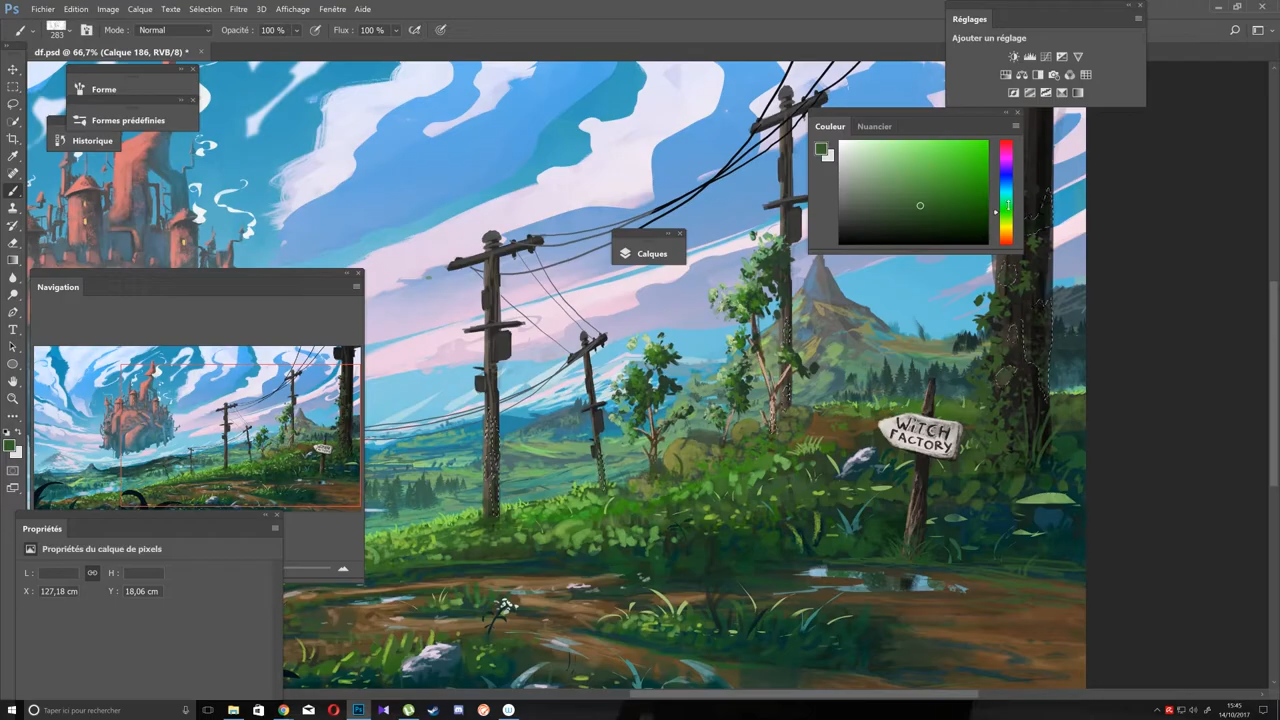 Ps Fichier Edition Image Calque Texte Sélection Filtre 3D Affichage Fenêtre Aide
283 Mode : Normal Opacité : 100 % Flux : 100 %
df.psd @ 66,7% (Calque 186, RVB/8) *
Réglages
Ajouter un réglage
Forme
Formes prédéfinies
Historique
Couleur Nuancier
Calques
Navigation
WiTCH
FACTORY
Propriétés
Propriétés du calque de pixels
L : H :
X : 127,18 cm Y : 18,06 cm
Taper ici pour rechercher
15:45
14/10/2017